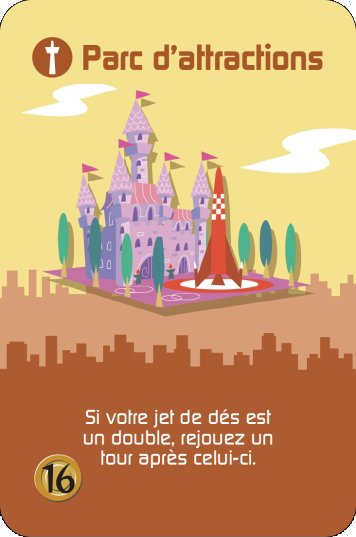 Parc d'attractions
Si votre jet de dés est
un double, rejouez un
tour après celui-ci.
16